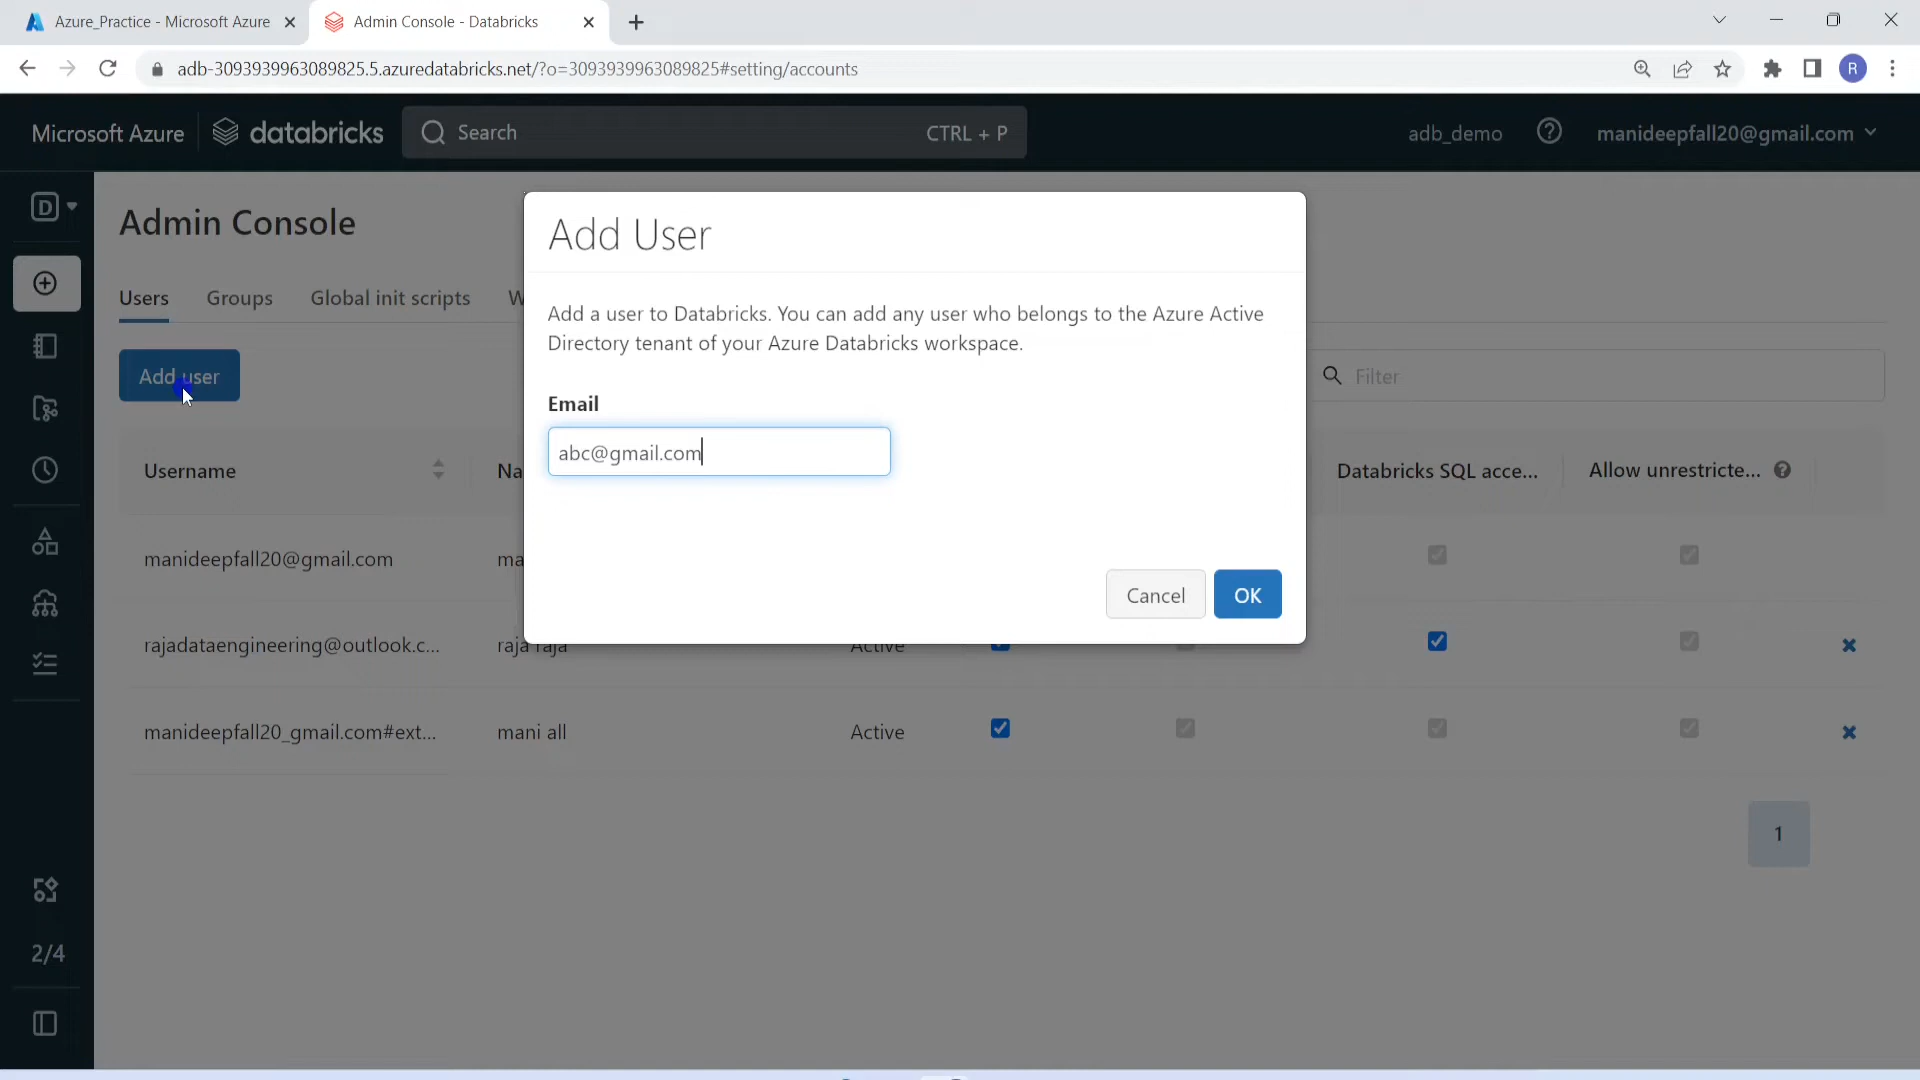 Azure_Practice - Microsoft Azure
Admin Console - Databricks
adb-3093939963089825.5.azuredatabricks.net/?o=3093939963089825#setting/accounts
R
Microsoft Azure
databricks
Search
CTRL + P
adb_demo
manideepfall20@gmail.com
D
Admin Console
Users
Groups
Global init scripts
W
Add user
Filter
Add User
Add a user to Databricks. You can add any user who belongs to the Azure Active
Directory tenant of your Azure Databricks workspace.
Email
abc@gmail.com
Cancel
OK
Username
Na
Databricks SQL acce...
Allow unrestricte...
manideepfall20@gmail.com
ma
rajadataengineering@outlook.c...
raja raja
Active
manideepfall20_gmail.com#ext...
mani all
Active
1
2/4